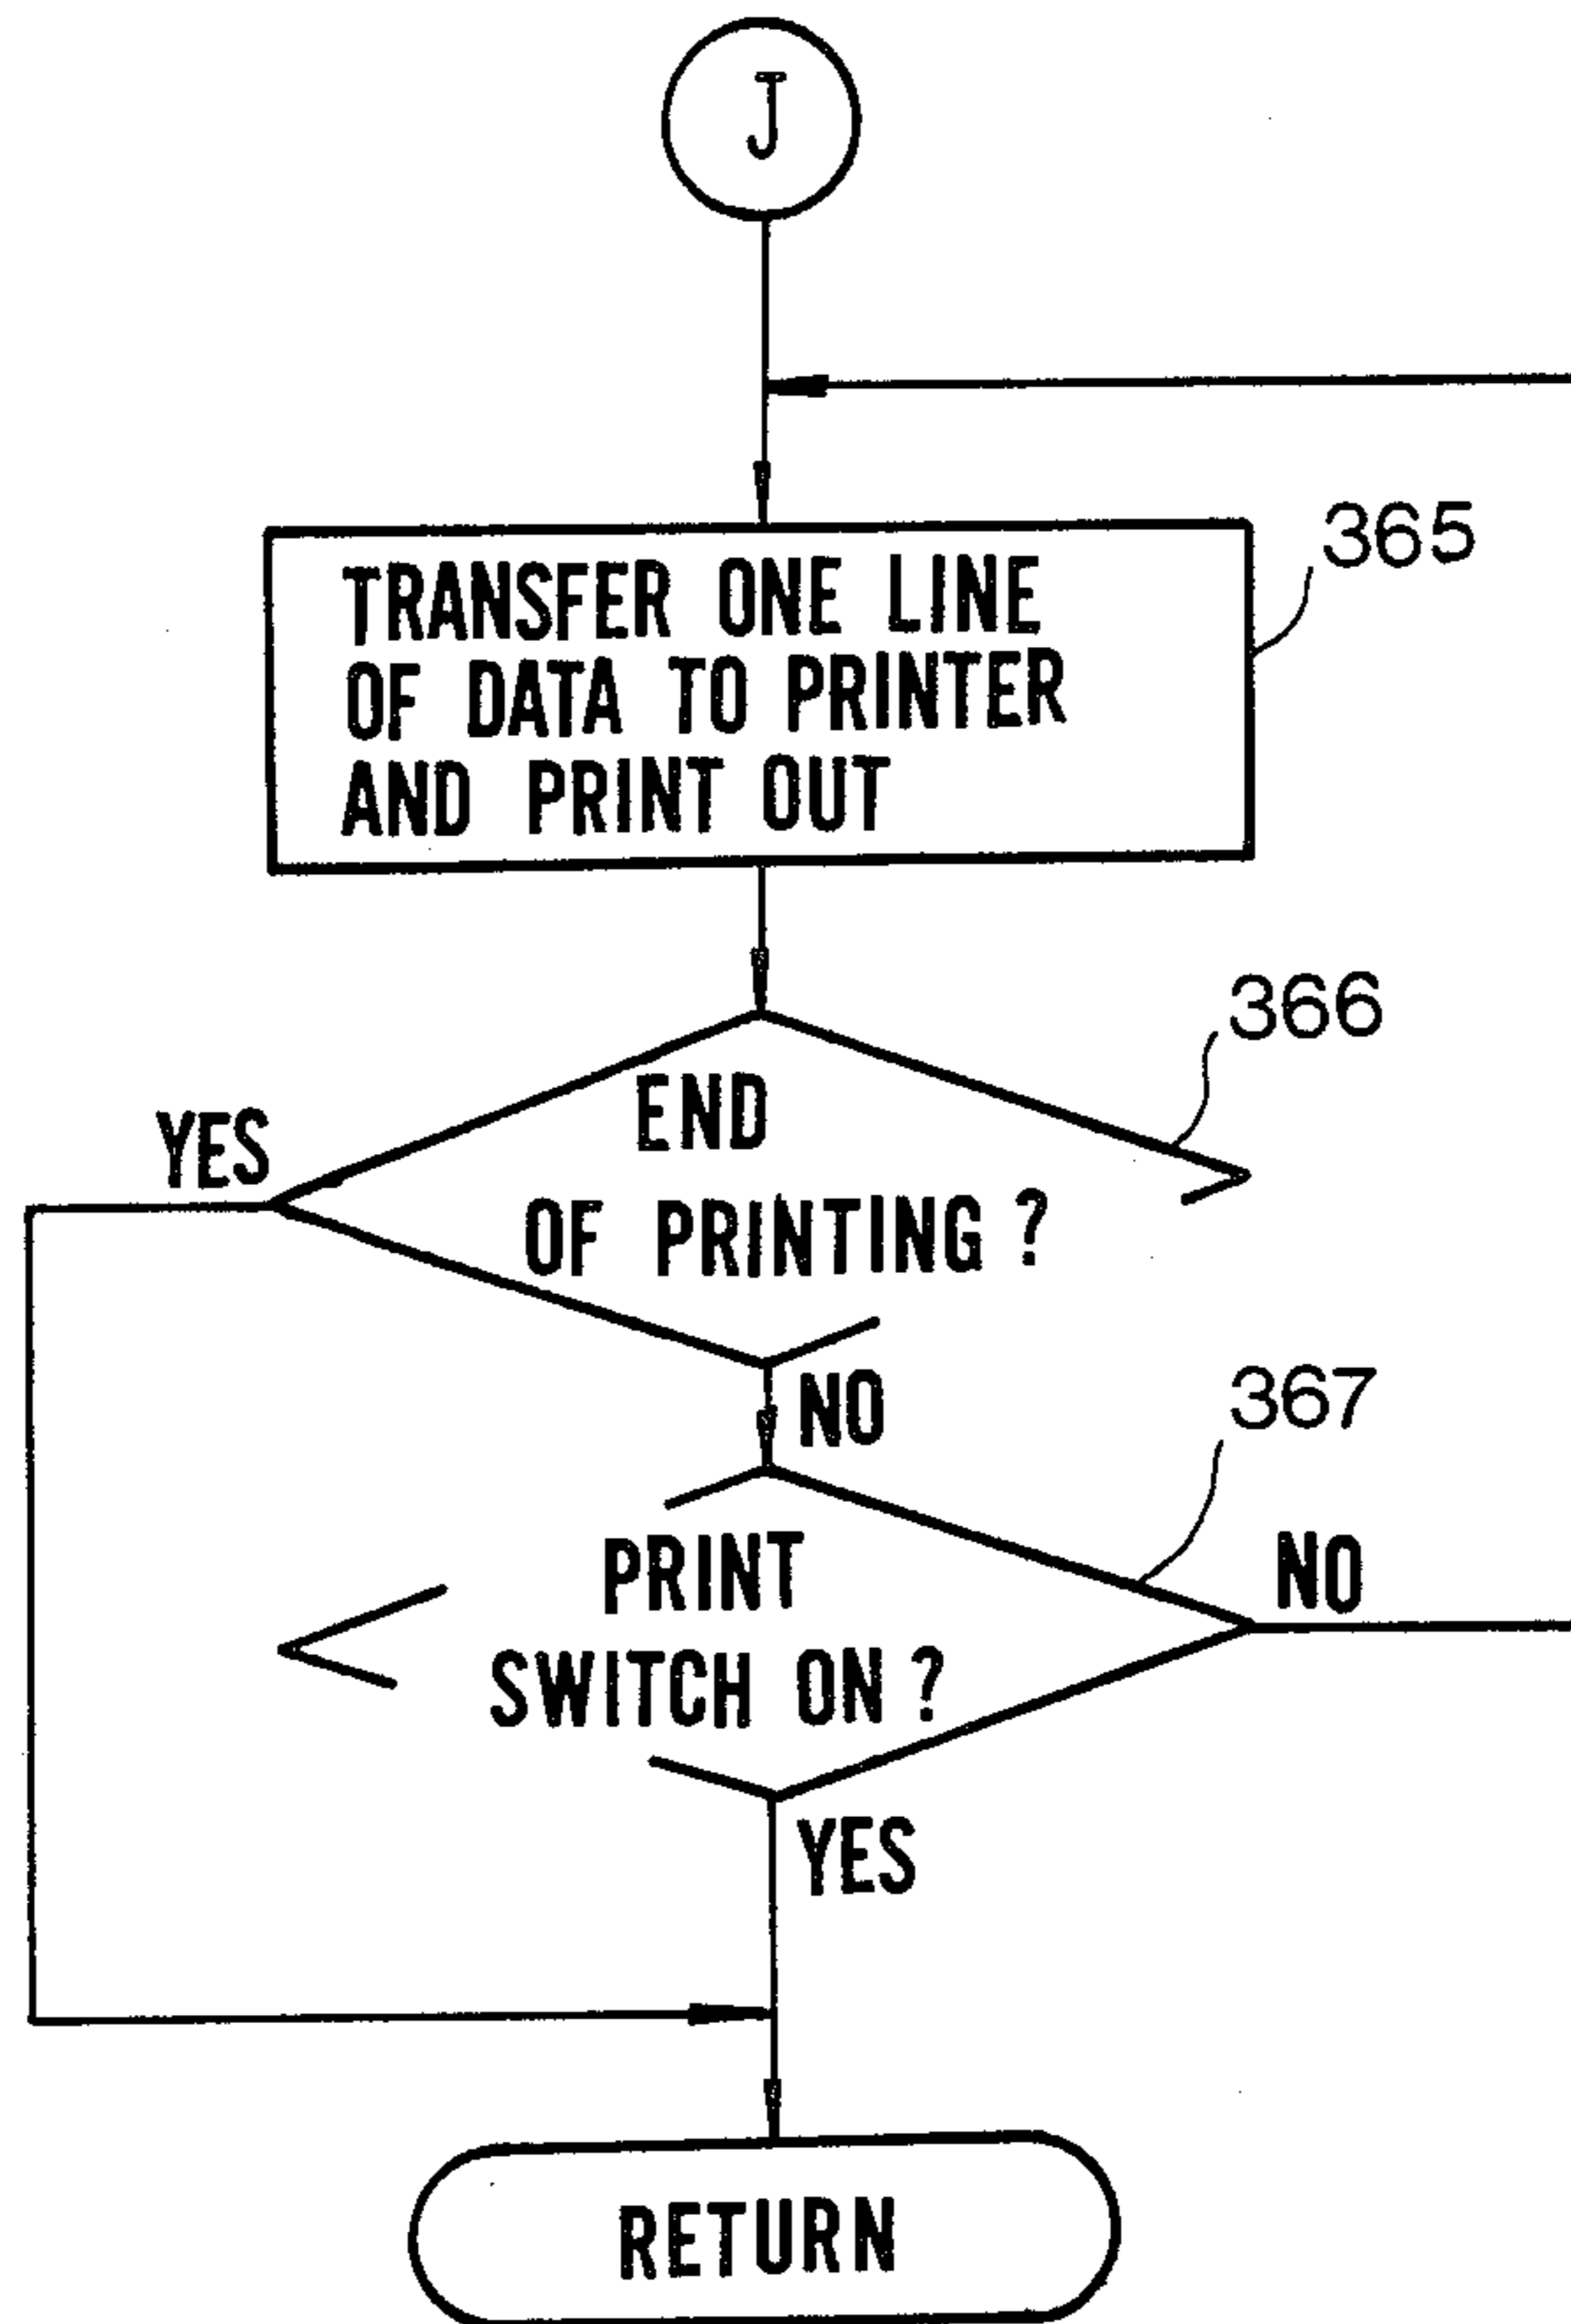 J
365
TRANSFER ONE LINE
OF DATA TO PRINTER
AND PRINT OUT
366
YES
END
OF PRINTING ?
NO
367
PRINT
SWITCH ON ?
NO
YES
RETURN